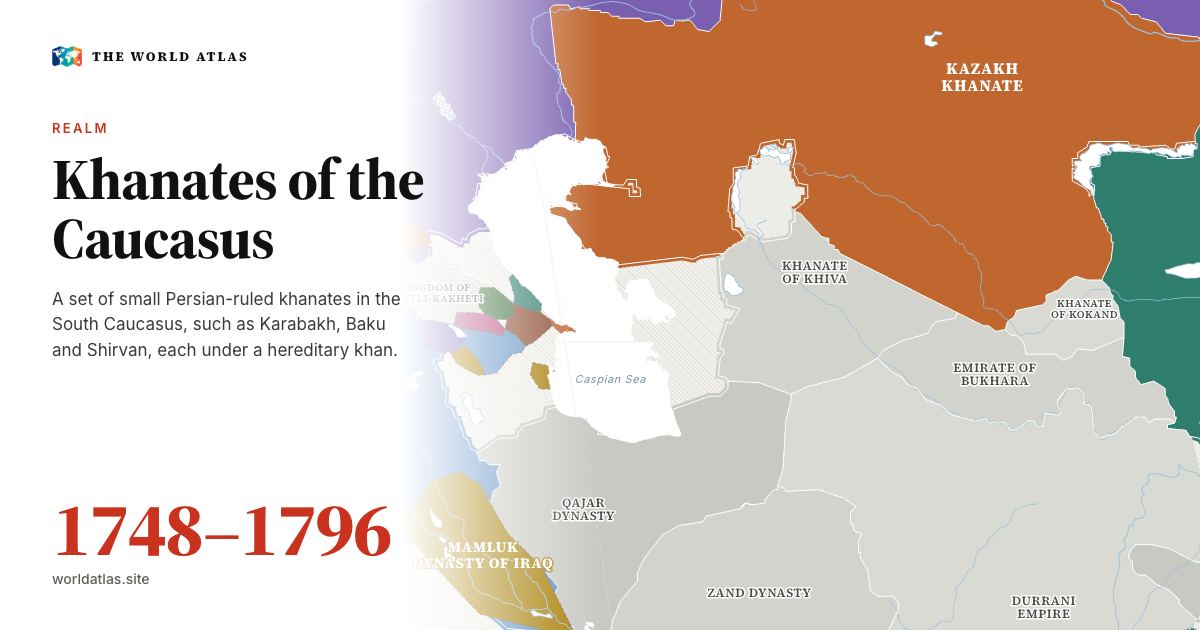 THE WORLD ATLAS
REALM
Khanates of the
Caucasus
A set of small Persian-ruled khanates in the
South Caucasus, such as Karabakh, Baku
and Shirvan, each under a hereditary khan.
1748–1796
worldatlas.site
Volga
KAZAKH
KHANATE
KHANATE
OF KHIVA
KHANATE
OF KOKAND
EMIRATE OF
BUKHARA
Caspian Sea
QAJAR
DYNASTY
MAMLUK
DYNASTY OF IRAQ
ZAND DYNASTY
DURRANI
EMPIRE